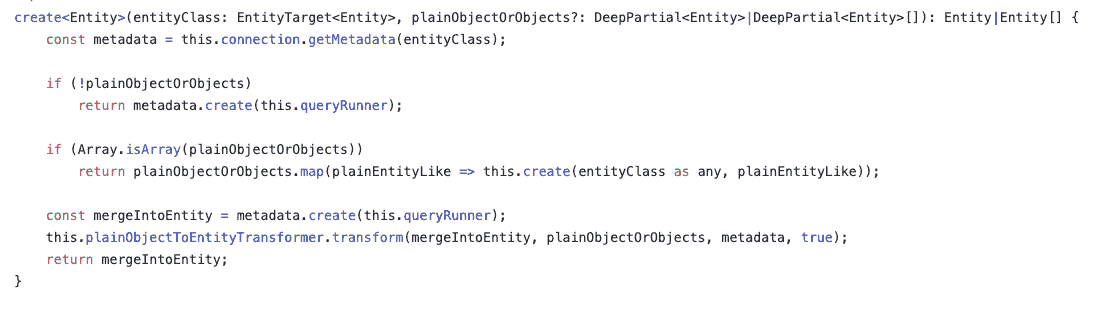 create<Entity>(entityClass: EntityTarget<Entity>, plainObjectOrObjects?: DeepPartial<Entity>|DeepPartial<Entity>[]): Entity|Entity[] {
    const metadata = this.connection.getMetadata(entityClass);

    if (!plainObjectOrObjects)
        return metadata.create(this.queryRunner);

    if (Array.isArray(plainObjectOrObjects))
        return plainObjectOrObjects.map(plainEntityLike => this.create(entityClass as any, plainEntityLike));

    const mergeIntoEntity = metadata.create(this.queryRunner);
    this.plainObjectToEntityTransformer.transform(mergeIntoEntity, plainObjectOrObjects, metadata, true);
    return mergeIntoEntity;
}